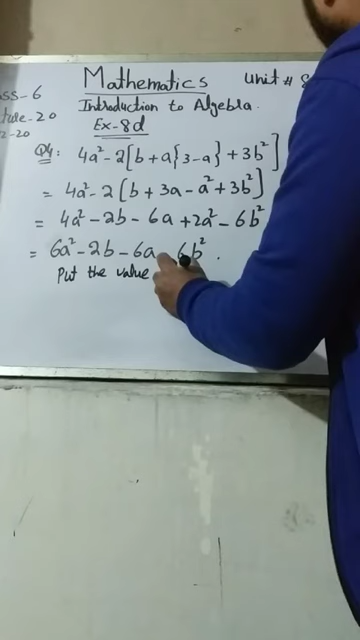 Mathematics Unit # 8
ss-6 Introduction to Algebra.
-20 Ex-8d
2-20
Q4: 4a²-2[b+a{3-a}+3b²]
= 4a²-2[b+3a-a²+3b²]
= 4a²-2b-6a+2a²-6b²
= 6a²-2b-6a-6b².
Put the value